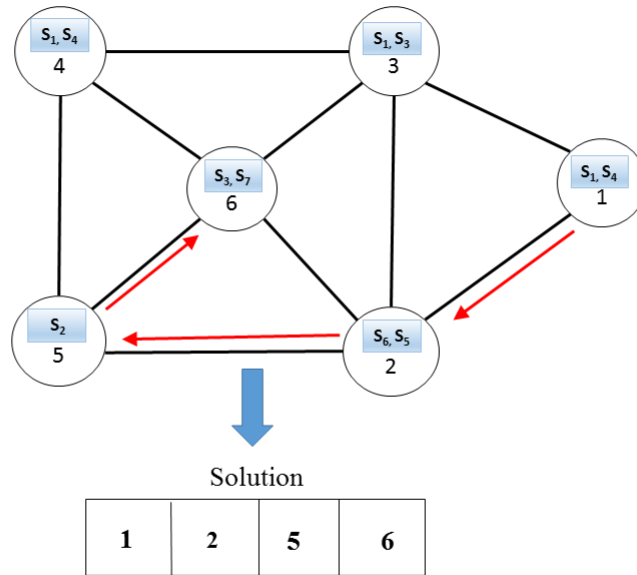 S₁, S₄
4
S₁, S₃
3
S₃, S₇
6
S₁, S₄
1
S₂
5
S₆, S₅
2
Solution
1 2 5 6